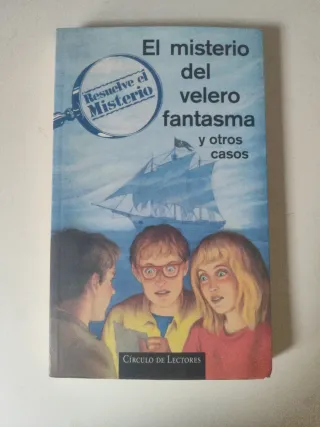 El misterio
del
velero
fantasma
y otros
casos
Resuelve el
Misterio
CÍRCULO DE LECTORES